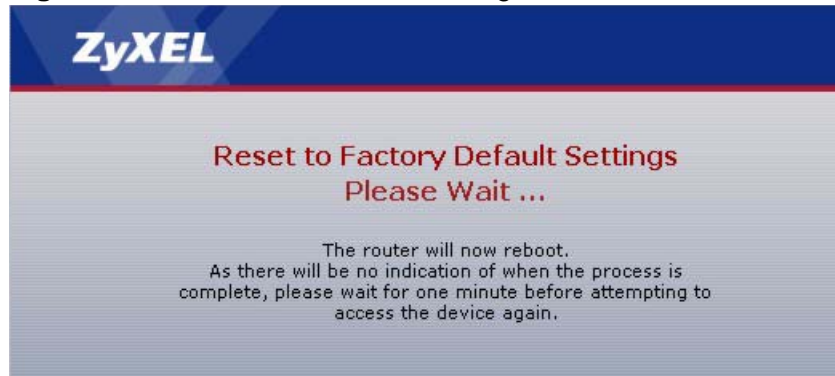 ZyXEL
Reset to Factory Default Settings
Please Wait ...
The router will now reboot.
As there will be no indication of when the process is
complete, please wait for one minute before attempting to
access the device again.